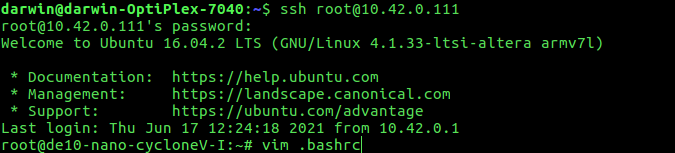 darwin@darwin-OptiPlex-7040:~$ ssh root@10.42.0.111
root@10.42.0.111's password:
Welcome to Ubuntu 16.04.2 LTS (GNU/Linux 4.1.33-ltsi-altera armv7l)

 * Documentation:  https://help.ubuntu.com
 * Management:     https://landscape.canonical.com
 * Support:        https://ubuntu.com/advantage
Last login: Thu Jun 17 12:24:18 2021 from 10.42.0.1
root@de10-nano-cycloneV-I:~# vim .bashrc